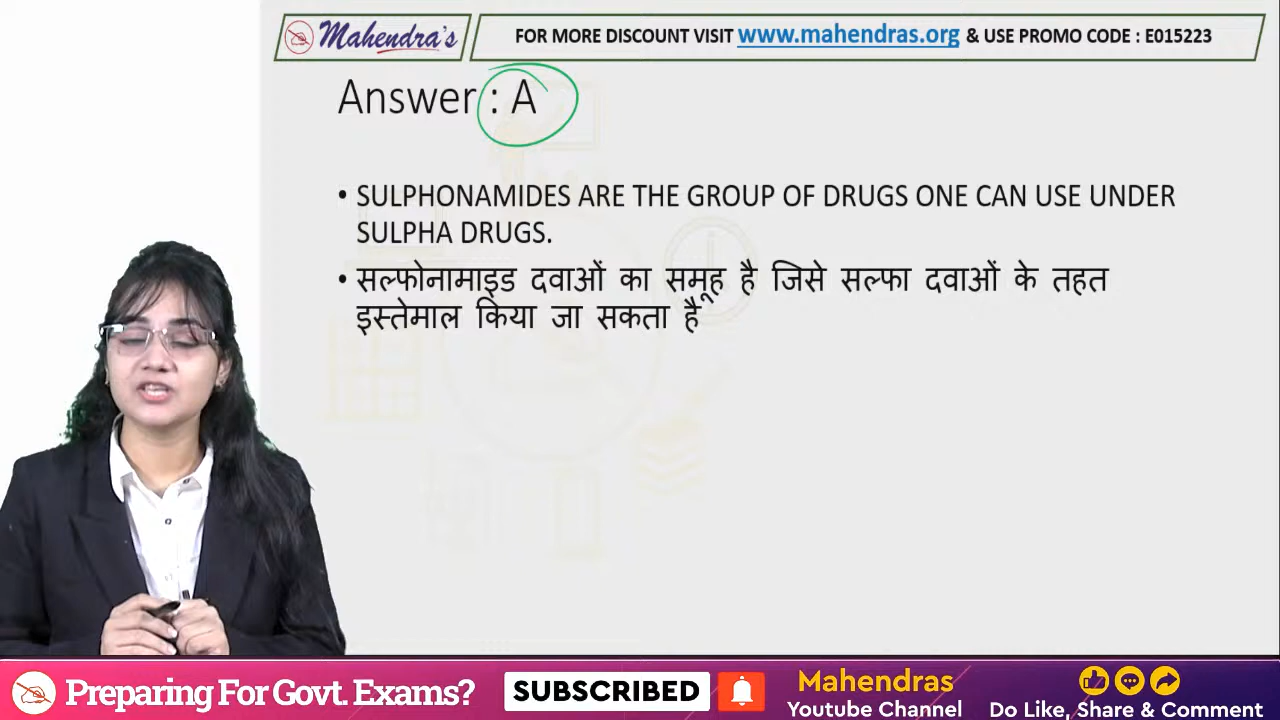 Mahendra's
FOR MORE DISCOUNT VISIT www.mahendras.org & USE PROMO CODE : E015223
Answer : A
• SULPHONAMIDES ARE THE GROUP OF DRUGS ONE CAN USE UNDER
SULPHA DRUGS.
• सल्फोनामाइड दवाओं का समूह है जिसे सल्फा दवाओं के तहत
इस्तेमाल किया जा सकता है
Preparing For Govt. Exams?
SUBSCRIBED
Mahendras
Youtube Channel
Do Like, Share & Comment